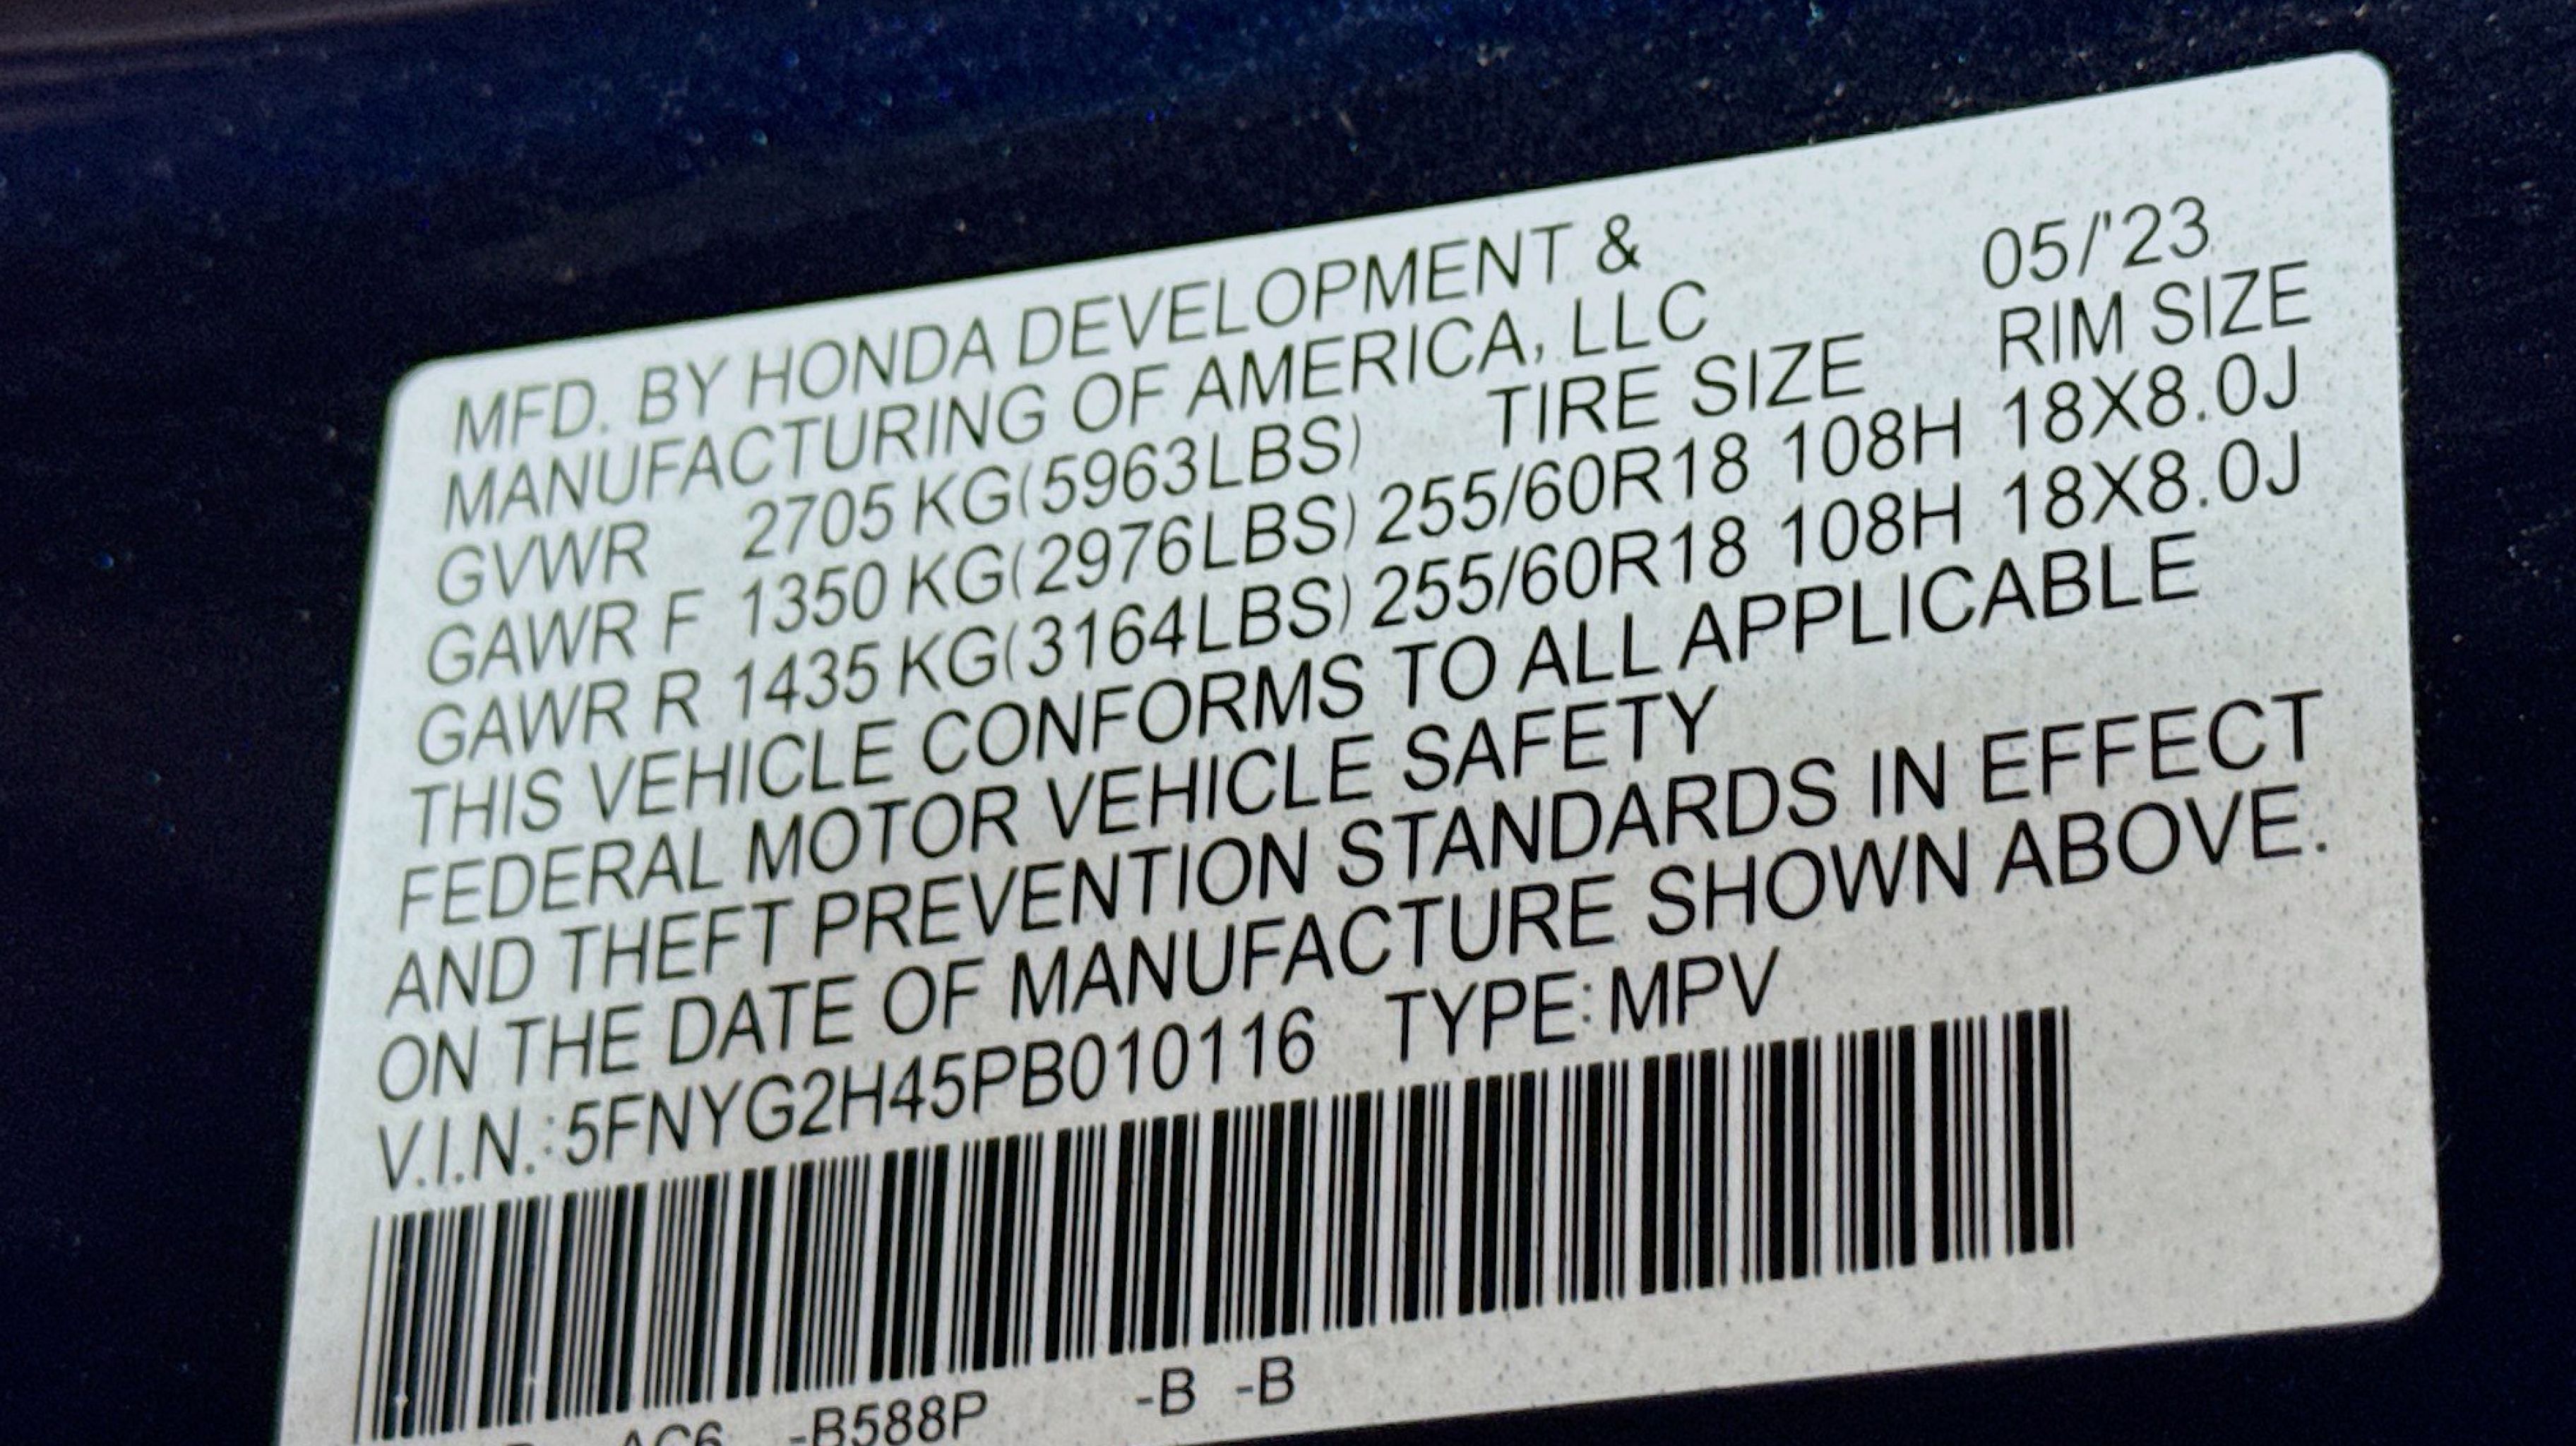 MFD. BY HONDA DEVELOPMENT & 05/'23
MANUFACTURING OF AMERICA, LLC RIM SIZE
GVWR 2705 KG(5963LBS) TIRE SIZE
GAWR F 1350 KG(2976LBS) 255/60R18 108H 18X8.0J
GAWR R 1435 KG(3164LBS) 255/60R18 108H 18X8.0J
THIS VEHICLE CONFORMS TO ALL APPLICABLE
FEDERAL MOTOR VEHICLE SAFETY
AND THEFT PREVENTION STANDARDS IN EFFECT
ON THE DATE OF MANUFACTURE SHOWN ABOVE.
V.I.N.:5FNYG2H45PB010116 TYPE:MPV
AC6 -B588P -B -B